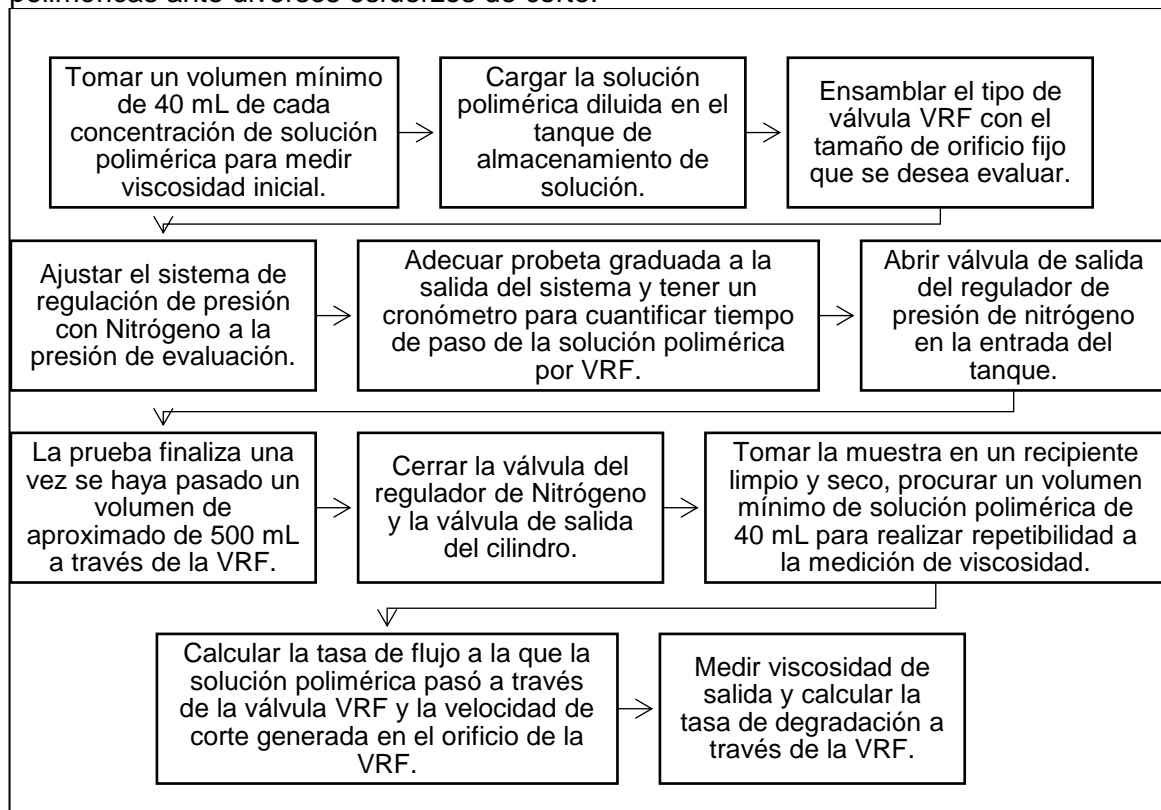 poliméricas ante diversos esfuerzos de corte.
Tomar un volumen mínimo
de 40 mL de cada
concentración de solución
polimérica para medir
viscosidad inicial.
Cargar la solución
polimérica diluida en el
tanque de
almacenamiento de
solución.
Ensamblar el tipo de
válvula VRF con el
tamaño de orificio fijo
que se desea evaluar.
Ajustar el sistema de
regulación de presión
con Nitrógeno a la
presión de evaluación.
Adecuar probeta graduada a la
salida del sistema y tener un
cronómetro para cuantificar tiempo
de paso de la solución polimérica
por VRF.
Abrir válvula de salida
del regulador de
presión de nitrógeno
en la entrada del
tanque.
La prueba finaliza una
vez se haya pasado un
volumen de
aproximado de 500 mL
a través de la VRF.
Cerrar la válvula del
regulador de Nitrógeno
y la válvula de salida
del cilindro.
Tomar la muestra en un recipiente
limpio y seco, procurar un volumen
mínimo de solución polimérica de
40 mL para realizar repetibilidad a
la medición de viscosidad.
Calcular la tasa de flujo a la que la
solución polimérica pasó a través
de la válvula VRF y la velocidad de
corte generada en el orificio de la
VRF.
Medir viscosidad de
salida y calcular la
tasa de degradación a
través de la VRF.